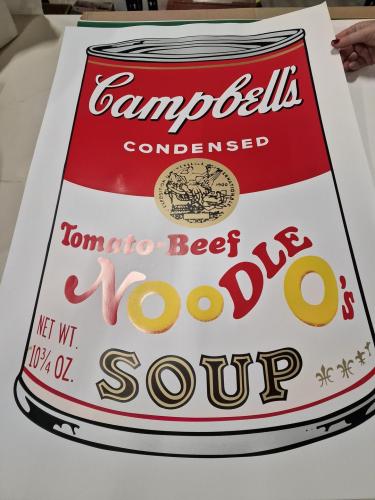 Campbell's
CONDENSED
Tomato-Beef
NOODLE
O's
SOUP
NET WT.
10¾ OZ.